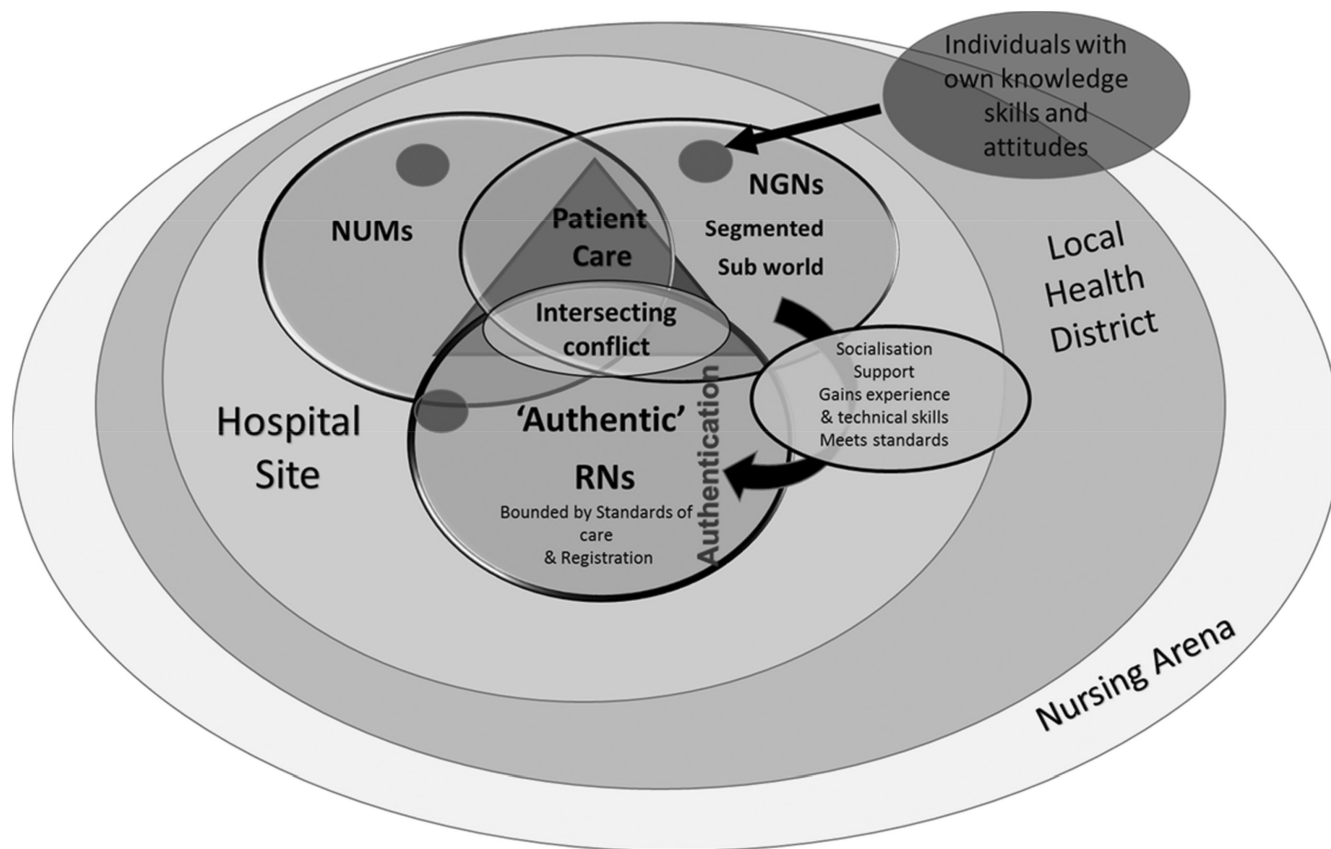 Individuals with
own knowledge
skills and
attitudes
NUMs
NGNs
Segmented
Sub world
Patient
Care
Intersecting
conflict
Local
Health
District
Socialisation
Support
Gains experience
& technical skills
Meets standards
Hospital
Site
'Authentic'
RNs
Bounded by Standards of
care
& Registration
Authentication
Nursing Arena